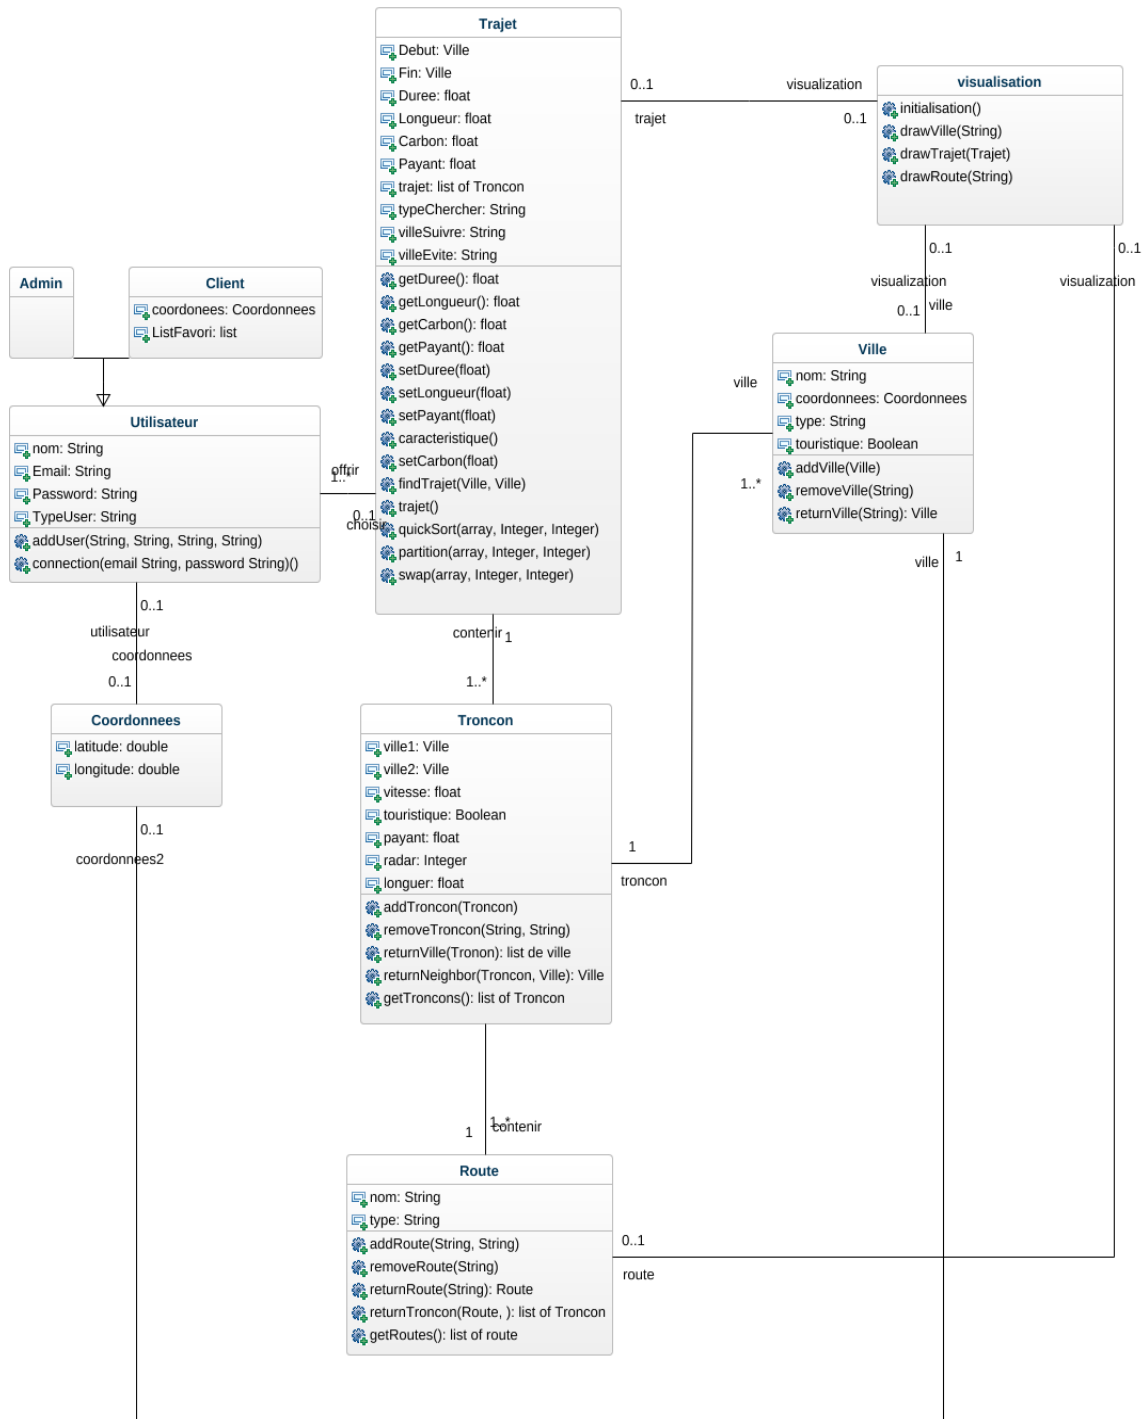 Trajet
Debut: Ville
Fin: Ville
Duree: float
Longueur: float
Carbon: float
Payant: float
trajet: list of Troncon
typeChercher: String
villeSuivre: String
villeEvite: String
getDuree(): float
getLongueur(): float
getCarbon(): float
getPayant(): float
setDuree(float)
setLongueur(float)
setPayant(float)
caracteristique()
setCarbon(float)
findTrajet(Ville, Ville)
trajet()
quickSort(array, Integer, Integer)
partition(array, Integer, Integer)
swap(array, Integer, Integer)
0..1
visualization
trajet
0..1
visualisation
initialisation()
drawVille(String)
drawTrajet(Trajet)
drawRoute(String)
0..1
0..1
visualization
visualization
0..1
ville
Admin
Client
coordonees: Coordonnees
ListFavori: list
Utilisateur
nom: String
Email: String
Password: String
TypeUser: String
addUser(String, String, String, String)
connection(email String, password String)()
offrir
1..*
0..1
choisir
Ville
nom: String
coordonnees: Coordonnees
type: String
touristique: Boolean
addVille(Ville)
removeVille(String)
returnVille(String): Ville
ville
1..*
ville
1
0..1
utilisateur
coordonnees
0..1
contenir
1
1..*
Coordonnees
latitude: double
longitude: double
0..1
coordonnees2
Troncon
ville1: Ville
ville2: Ville
vitesse: float
touristique: Boolean
payant: float
radar: Integer
longuer: float
addTroncon(Troncon)
removeTroncon(String, String)
returnVille(Tronon): list de ville
returnNeighbor(Troncon, Ville): Ville
getTroncons(): list of Troncon
1
troncon
1..*
contenir
1
Route
nom: String
type: String
addRoute(String, String)
removeRoute(String)
returnRoute(String): Route
returnTroncon(Route, ): list of Troncon
getRoutes(): list of route
0..1
route